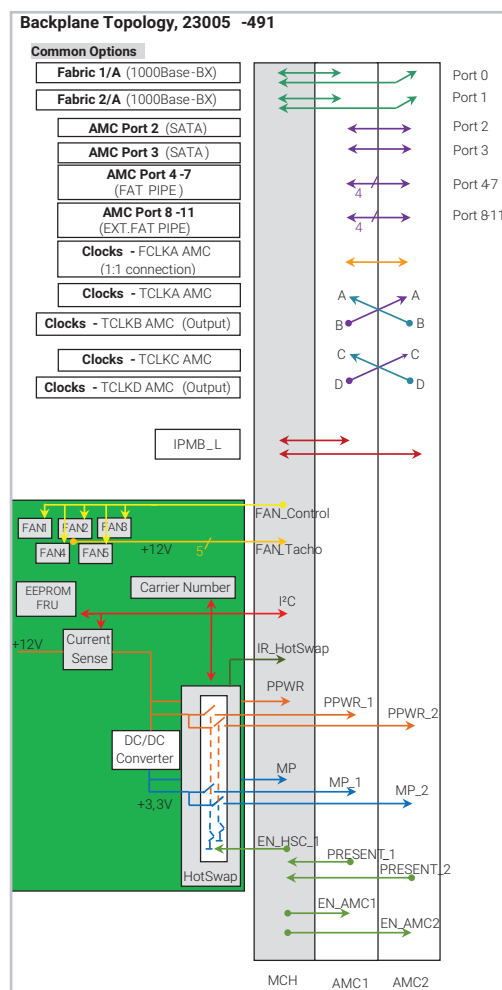 Backplane Topology, 23005 -491
Common Options
Fabric 1/A (1000Base-BX)
Port 0
Fabric 2/A (1000Base-BX)
Port 1
AMC Port 2 (SATA)
Port 2
AMC Port 3 (SATA)
Port 3
AMC Port 4 -7
(FAT PIPE)
4
Port 4-7
AMC Port 8 -11
(EXT.FAT PIPE)
4
Port 8-11
Clocks - FCLKA AMC
(1:1 connection)
Clocks - TCLKA AMC
A A
Clocks - TCLKB AMC (Output)
B B
Clocks - TCLKC AMC
C C
Clocks - TCLKD AMC (Output)
D D
IPMB_L
FAN_Control
FAN1 FAN2 FAN3
FAN4 FAN5 +12V 5 FAN_Tacho
EEPROM
FRU
Carrier Number
I²C
+12V
Current
Sense
IR_HotSwap
PPWR
PPWR_1
PPWR_2
DC/DC
Converter
MP
MP_1
MP_2
+3,3V
EN_HSC_1
PRESENT_1
PRESENT_2
HotSwap
EN_AMC1
EN_AMC2
MCH AMC1 AMC2